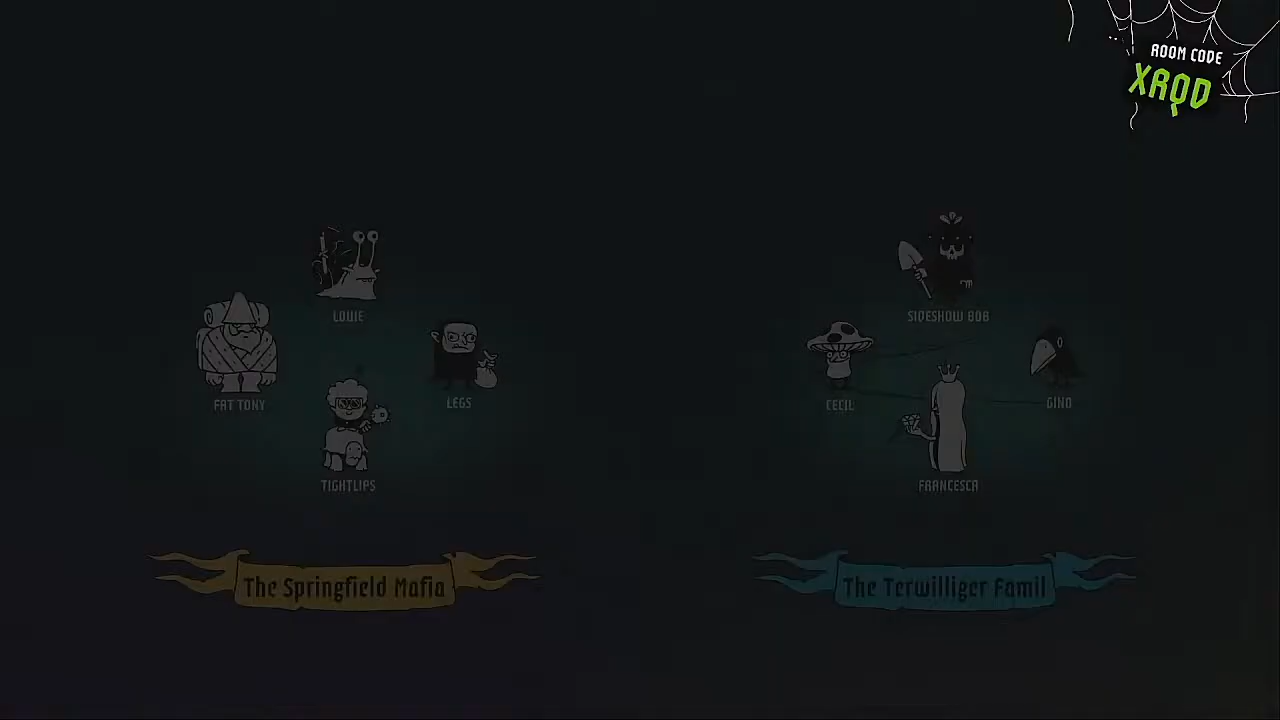 ROOM CODE
XRQD
LOUIE
SIDESHOW BOB
FAT TONY
LEGS
CECIL
GINO
TIGHTLIPS
FRANCESCA
The Springfield Mafia
The Terwilliger Famil